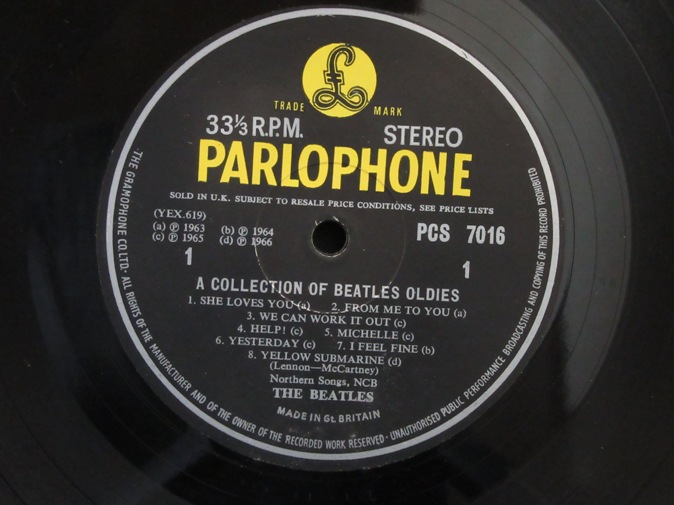 £
TRADE MARK
33⅓ R.P.M. STEREO
PARLOPHONE
SOLD IN U.K. SUBJECT TO RESALE PRICE CONDITIONS, SEE PRICE LISTS
(YEX.619)
(a) ℗ 1963 (b) ℗ 1964
(c) ℗ 1965 (d) ℗ 1966
PCS 7016
1 1
A COLLECTION OF BEATLES OLDIES
1. SHE LOVES YOU (a) 2. FROM ME TO YOU (a)
3. WE CAN WORK IT OUT (c)
4. HELP! (c) 5. MICHELLE (c)
6. YESTERDAY (c) 7. I FEEL FINE (b)
8. YELLOW SUBMARINE (d)
(Lennon—McCartney)
Northern Songs, NCB
THE BEATLES
MADE IN Gt. BRITAIN
THE GRAMOPHONE CO. LTD. · ALL RIGHTS OF THE MANUFACTURER AND OF THE OWNER OF THE RECORDED WORK RESERVED · UNAUTHORISED PUBLIC PERFORMANCE BROADCASTING AND COPYING OF THIS RECORD PROHIBITED